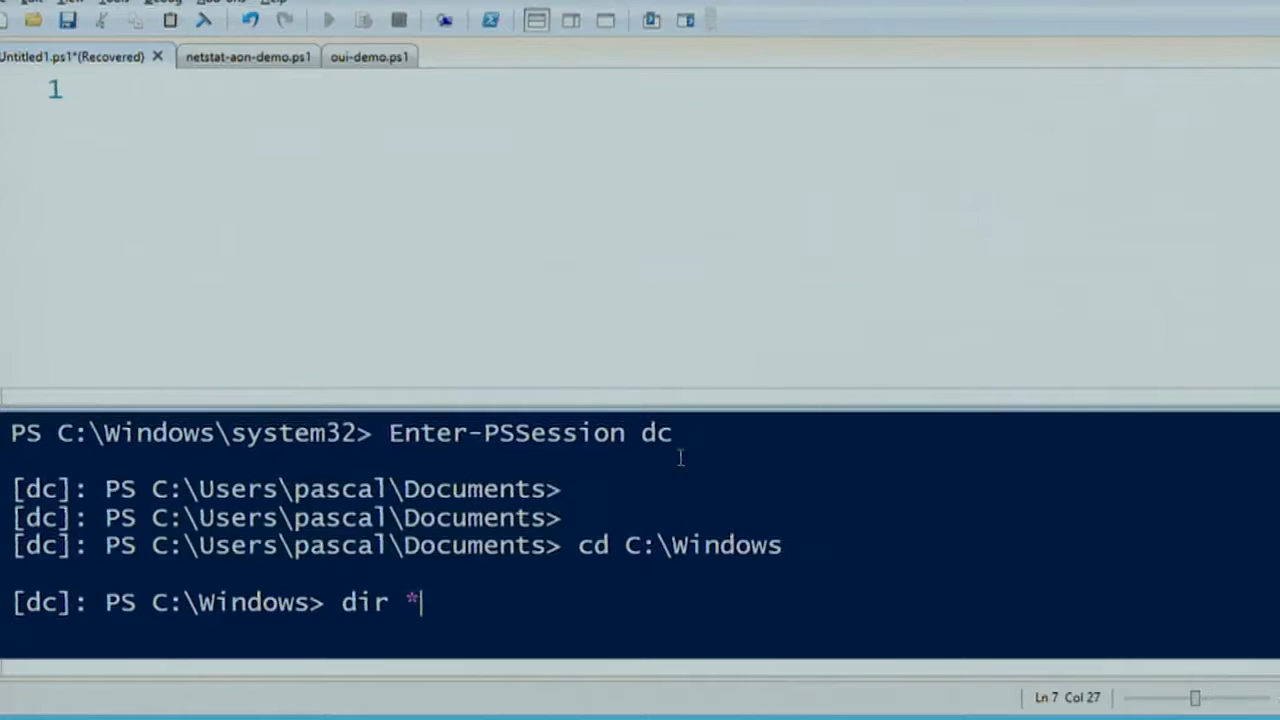 Untitled1.ps1*(Recovered) netstat-aon-demo.ps1 oui-demo.ps1
1
PS C:\Windows\system32> Enter-PSSession dc
[dc]: PS C:\Users\pascal\Documents>
[dc]: PS C:\Users\pascal\Documents>
[dc]: PS C:\Users\pascal\Documents> cd C:\Windows
[dc]: PS C:\Windows> dir *
Ln 7 Col 27